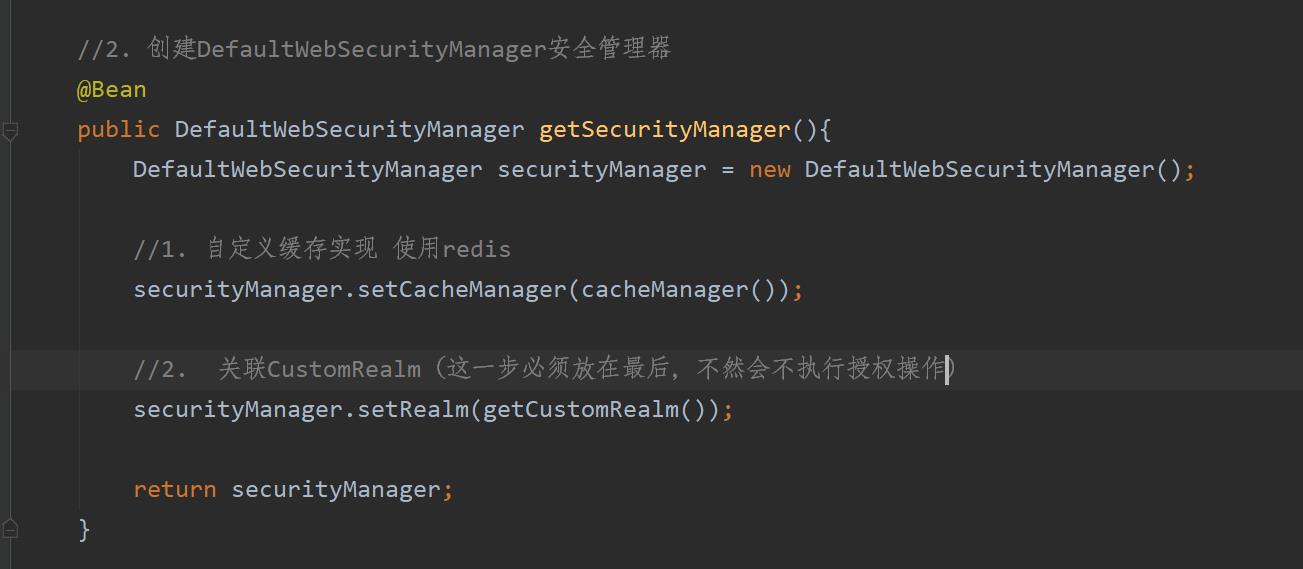 //2. 创建DefaultWebSecurityManager安全管理器
@Bean
public DefaultWebSecurityManager getSecurityManager(){
DefaultWebSecurityManager securityManager = new DefaultWebSecurityManager();
//1. 自定义缓存实现 使用redis
securityManager.setCacheManager(cacheManager());
//2. 关联CustomRealm（这一步必须放在最后，不然会不执行授权操作）
securityManager.setRealm(getCustomRealm());
return securityManager;
}